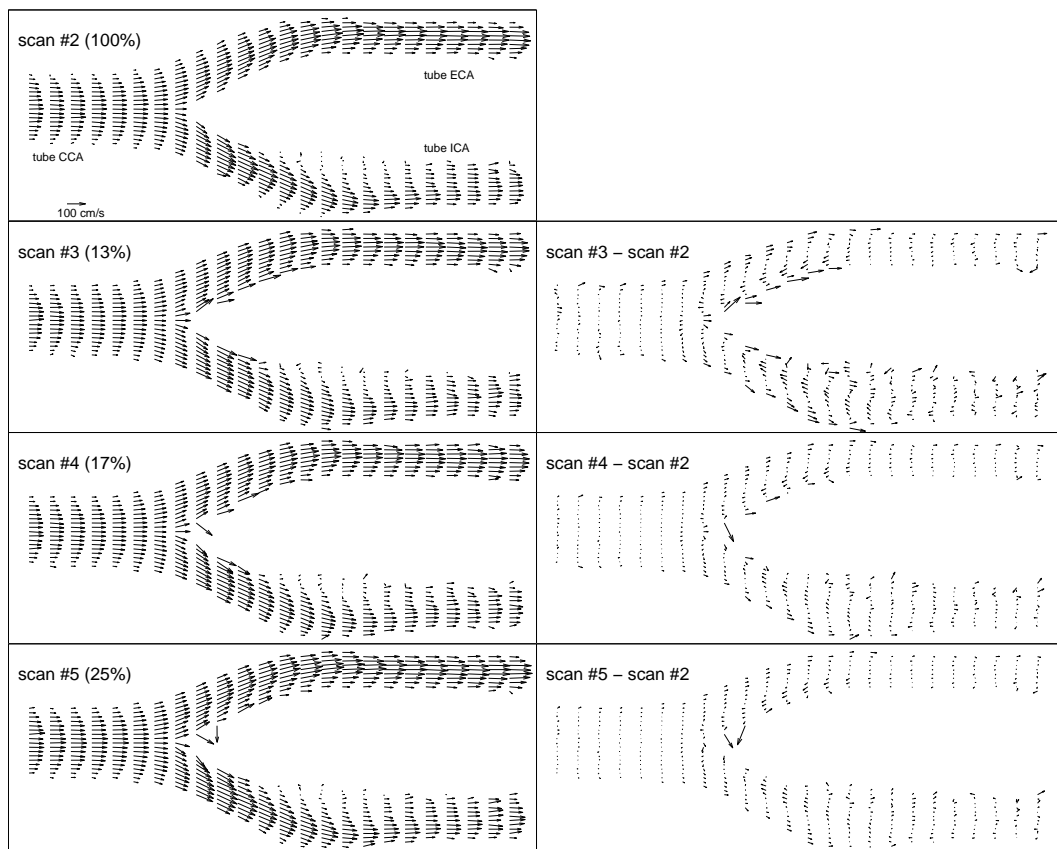 scan #2 (100%)
tube ECA
tube CCA
tube ICA
100 cm/s
scan #3 (13%)
scan #3 – scan #2
scan #4 (17%)
scan #4 – scan #2
scan #5 (25%)
scan #5 – scan #2